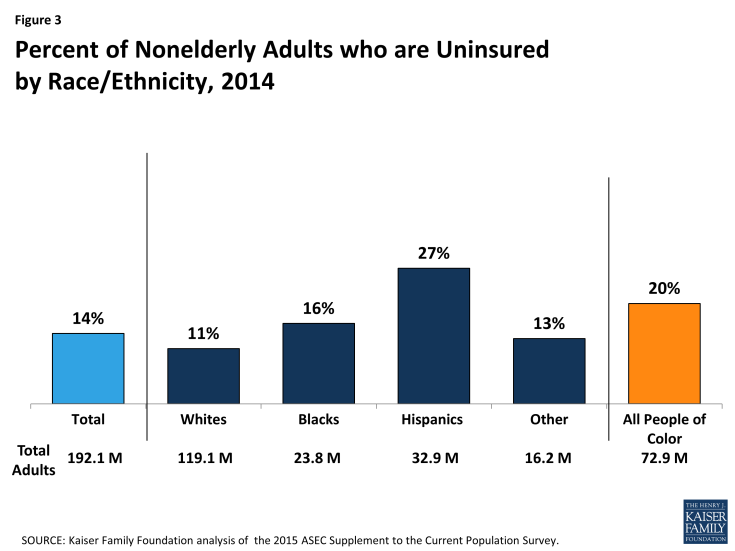 Figure 3
Percent of Nonelderly Adults who are Uninsured
by Race/Ethnicity, 2014
14%
11%
16%
27%
13%
20%
Total
Whites
Blacks
Hispanics
Other
All People of
Color
Total
Adults
192.1 M
119.1 M
23.8 M
32.9 M
16.2 M
72.9 M
SOURCE: Kaiser Family Foundation analysis of the 2015 ASEC Supplement to the Current Population Survey.
THE HENRY J.
KAISER
FAMILY
FOUNDATION